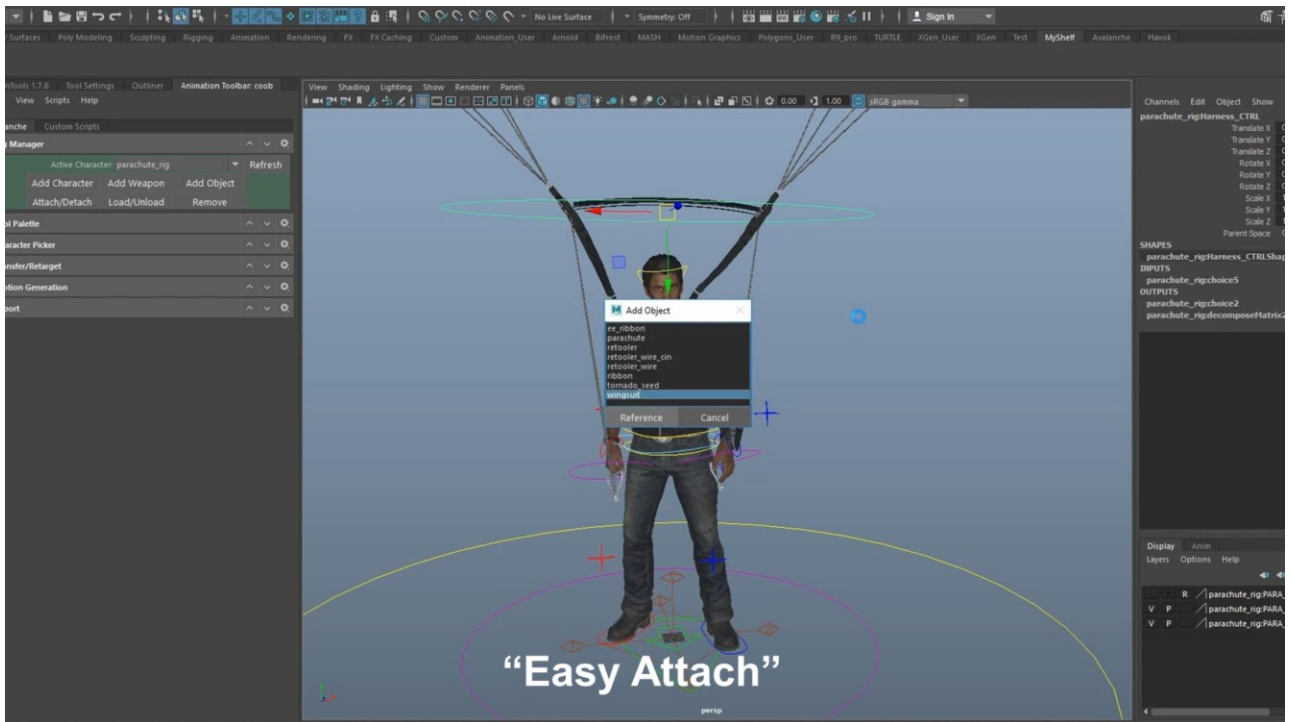 No Live Surface
Symmetry: Off
Sign In
Surfaces Poly Modeling Sculpting Rigging Animation Rendering FX FX Caching Custom Animation_User Arnold Bifrost MASH Motion Graphics Polygons_User R9_pro TURTLE XGen_User XGen Test MyShelf Avalanche Havok
1.7.6 Tool Settings Outliner Animation Toolbar: coob
View Scripts Help
Custom Scripts
Manager
Active Character: parachute_rig Refresh
Add Character Add Weapon Add Object
Attach/Detach Load/Unload Remove
Palette
Picker
Generation
View Shading Lighting Show Renderer Panels
0.00 1.00 sRGB gamma
Add Object
ee_ribbon
parachute
retooler
retooler_wire_cin
retooler_wire
ribbon
tornado_seed
wingsuit
Reference Cancel
“Easy Attach”
persp
Channels Edit Object Show
parachute_rig:Harness_CTRL
Translate X
Translate Y
Translate Z
Rotate X
Rotate Y
Rotate Z
Scale X
Scale Y
Scale Z
Parent Space
SHAPES
parachute_rig:Harness_CTRLShap
INPUTS
parachute_rig:choice5
OUTPUTS
parachute_rig:choice2
parachute_rig:decomposeMatrix2
Display Anim
Layers Options Help
R parachute_rig:PARA_
V P parachute_rig:PARA_
V P parachute_rig:PARA_